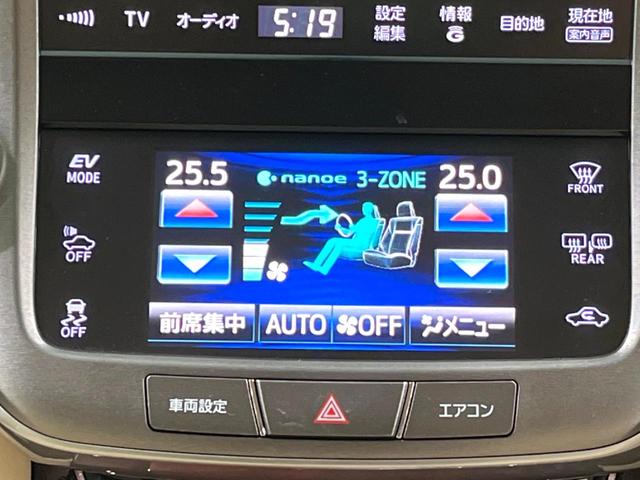 TV オーディオ 5:19 設定編集 情報G 目的地 現在地 案内音声
EV MODE
25.5 nanoe 3-ZONE 25.0
FRONT
OFF
REAR
OFF
前席集中 AUTO OFF メニュー
車両設定 エアコン